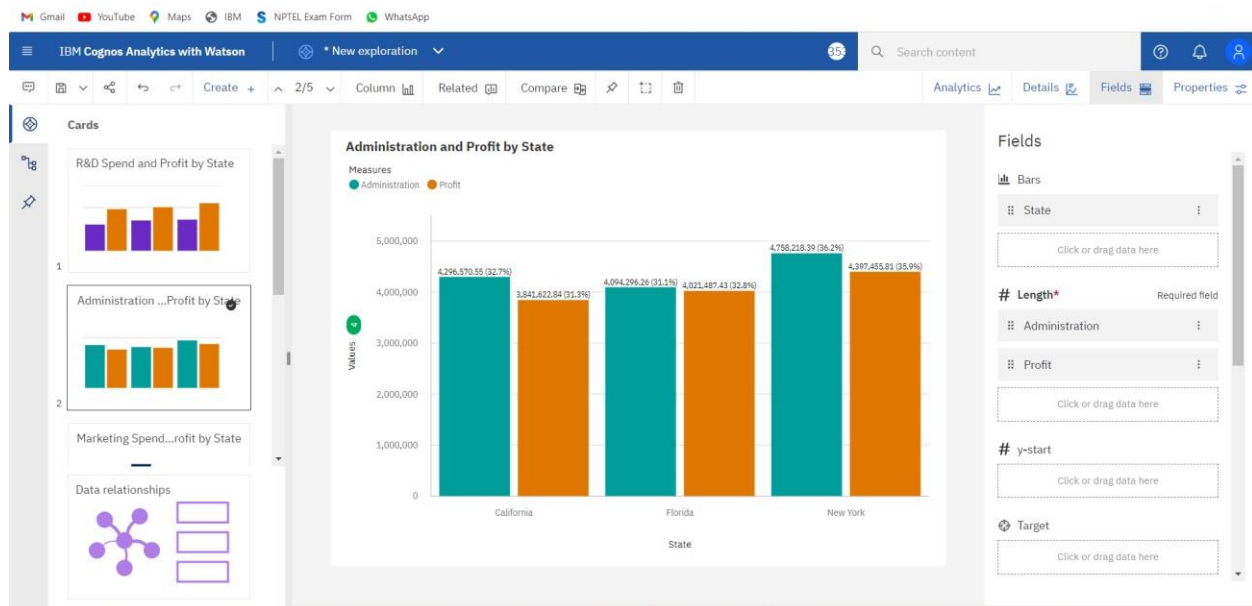 Gmail YouTube Maps IBM NPTEL Exam Form WhatsApp
IBM Cognos Analytics with Watson * New exploration Search content
Create + 2/5 Column Related Compare Analytics Details Fields Properties
Cards
R&D Spend and Profit by State
1
Administration ...Profit by State
2
Marketing Spend...rofit by State
Data relationships
Administration and Profit by State
Measures
Administration Profit
5,000,000
4,000,000
3,000,000
2,000,000
1,000,000
0
Values 4
4,296,570.55 (32.7%)
3,841,622.84 (31.3%)
4,094,296.26 (31.1%)
4,021,487.43 (32.8%)
4,758,218.39 (36.2%)
4,397,455.81 (35.9%)
California Florida New York
State
Fields
Bars
State
Click or drag data here
# Length* Required field
Administration
Profit
Click or drag data here
# y-start
Click or drag data here
Target
Click or drag data here